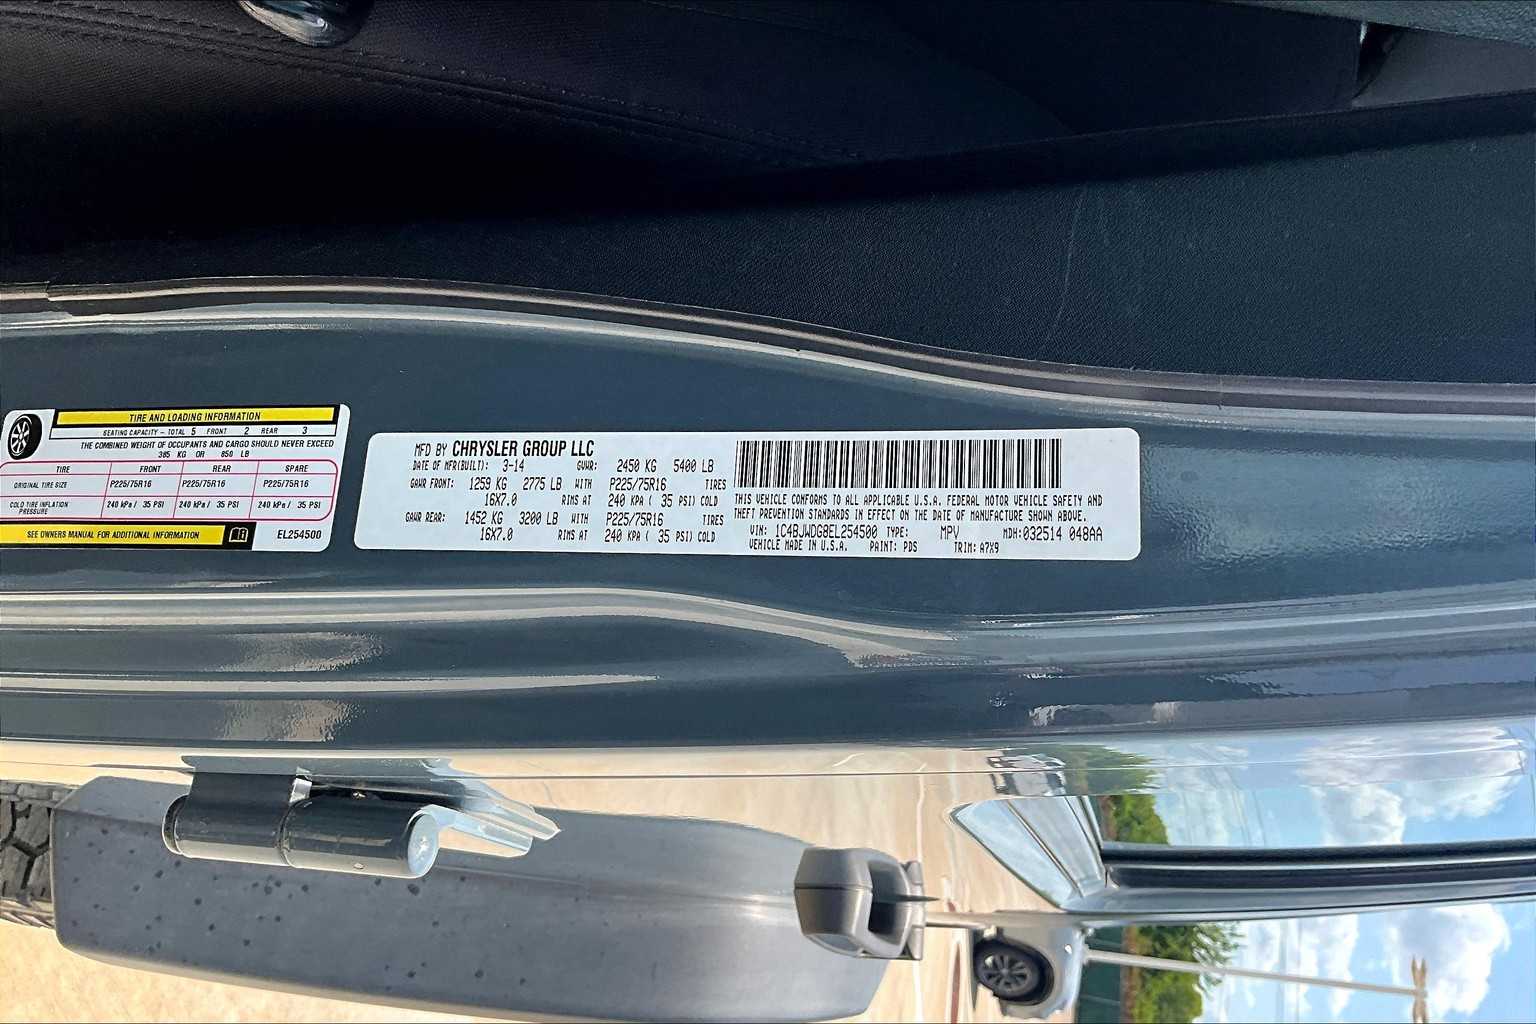 TIRE AND LOADING INFORMATION
SEATING CAPACITY - TOTAL 5 FRONT 2 REAR 3
THE COMBINED WEIGHT OF OCCUPANTS AND CARGO SHOULD NEVER EXCEED
385 KG OR 850 LB
TIRE FRONT REAR SPARE
ORIGINAL TIRE SIZE P225/75R16 P225/75R16 P225/75R16
COLD TIRE INFLATION PRESSURE 240 kPa / 35 PSI 240 kPa / 35 PSI 240 kPa / 35 PSI
SEE OWNERS MANUAL FOR ADDITIONAL INFORMATION
EL254500
MFD BY CHRYSLER GROUP LLC
DATE OF MFR(BUILT): 3-14 GVWR: 2450 KG 5400 LB
GAWR FRONT: 1259 KG 2775 LB WITH P225/75R16 TIRES
16X7.0 RIMS AT 240 KPA ( 35 PSI) COLD
GAWR REAR: 1452 KG 3200 LB WITH P225/75R16 TIRES
16X7.0 RIMS AT 240 KPA ( 35 PSI) COLD
THIS VEHICLE CONFORMS TO ALL APPLICABLE U.S.A. FEDERAL MOTOR VEHICLE SAFETY AND
THEFT PREVENTION STANDARDS IN EFFECT ON THE DATE OF MANUFACTURE SHOWN ABOVE.
VIN: 1C4BJWDG8EL254500 TYPE: MPV MDH: 032514 048AA
VEHICLE MADE IN U.S.A. PAINT: PDS TRIM: A7X9